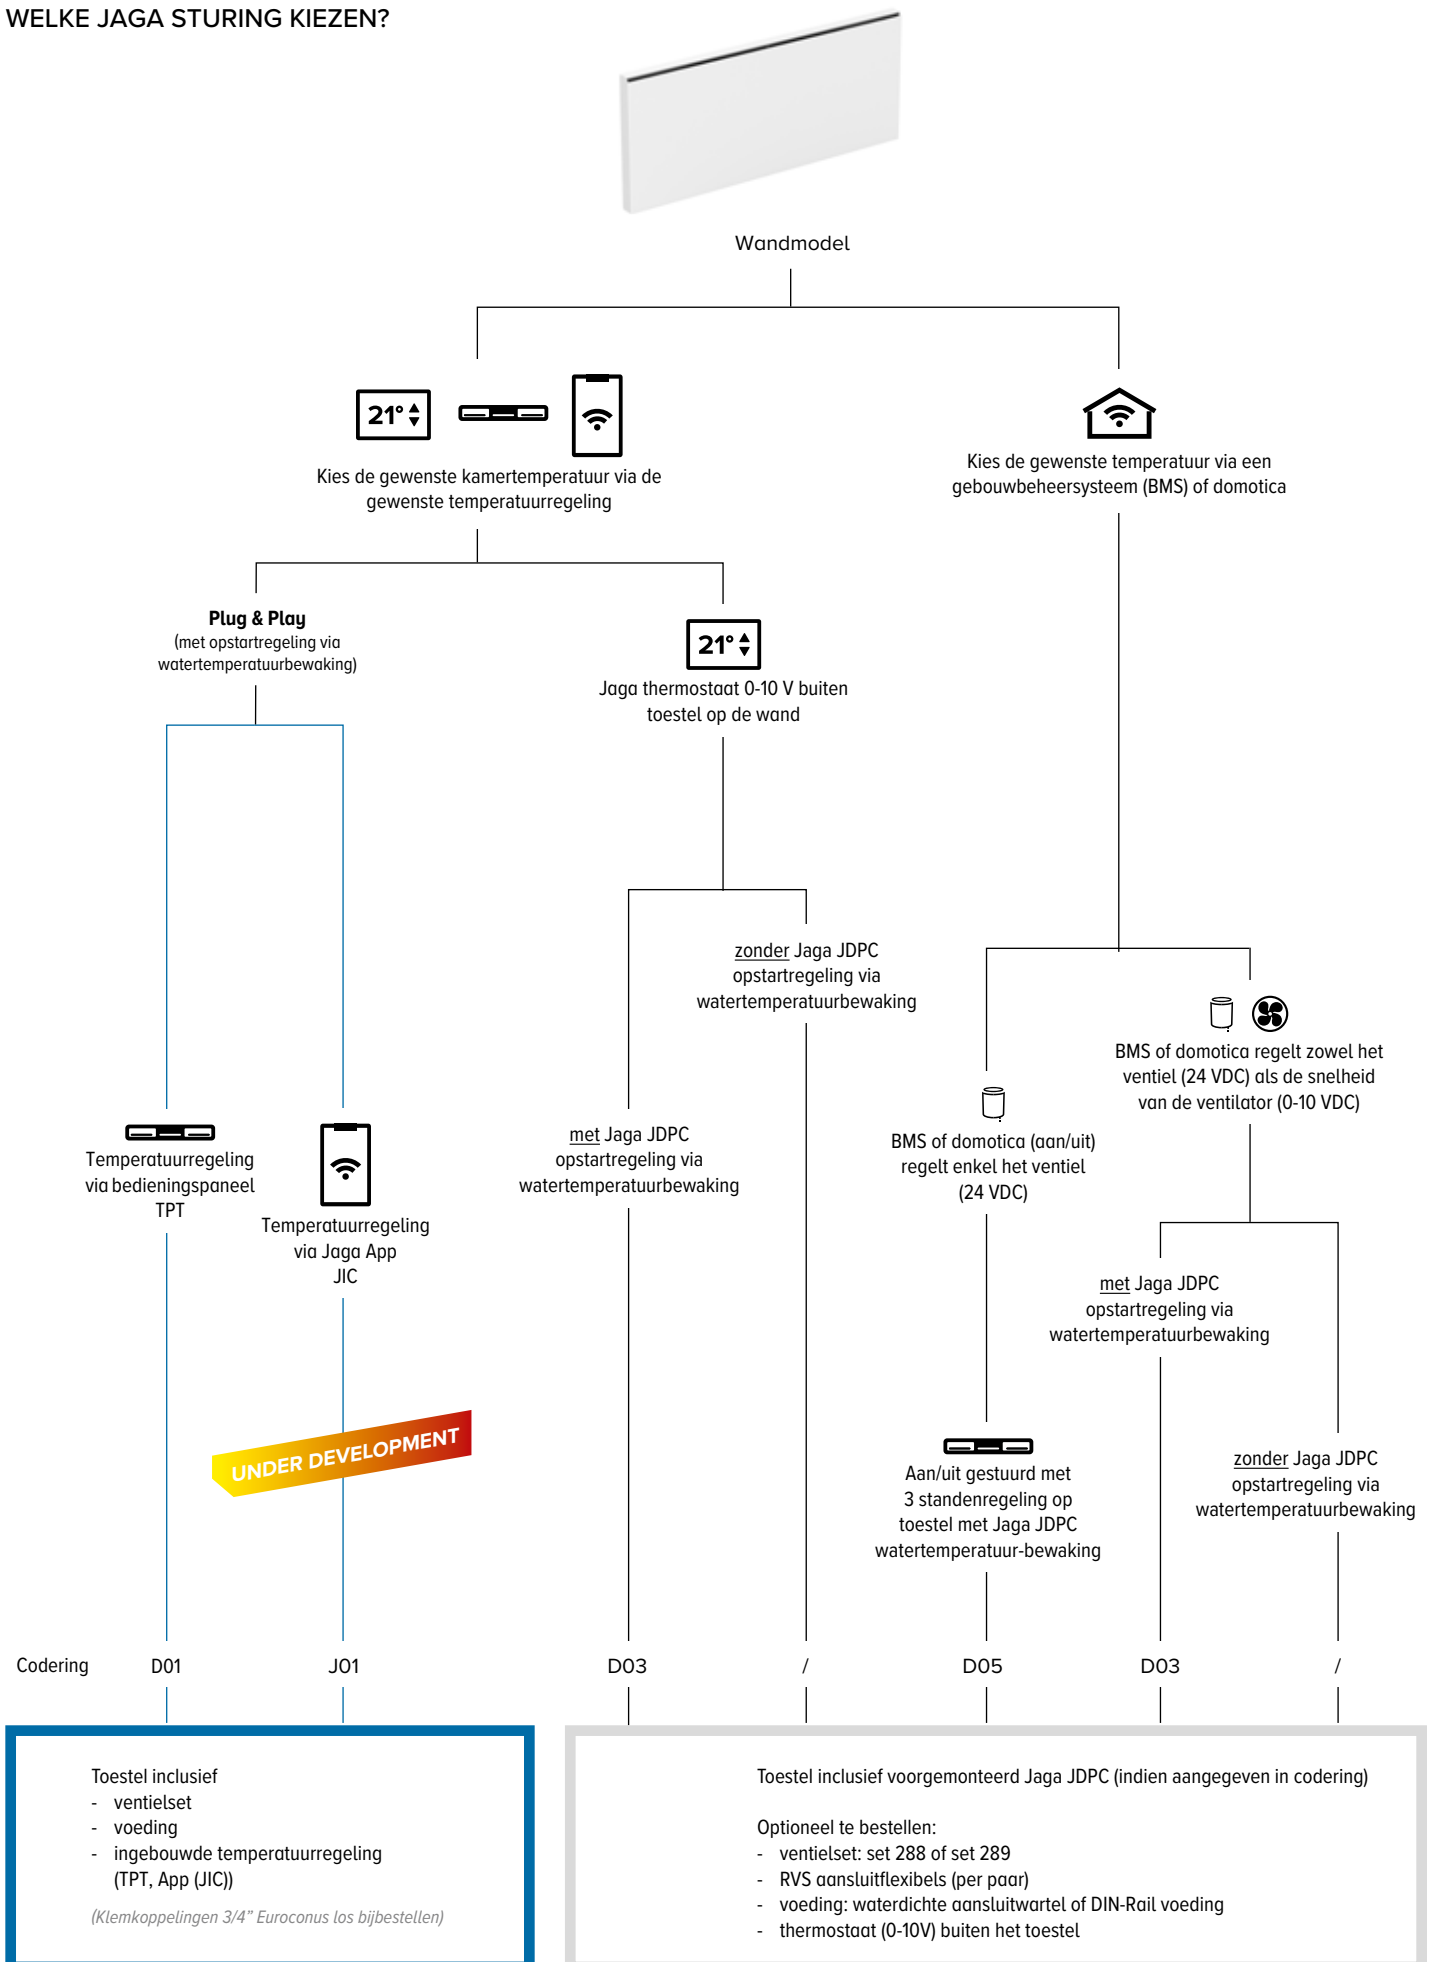 WELKE JAGA STURING KIEZEN?
Wandmodel
21°
Kies de gewenste kamertemperatuur via de
gewenste temperatuurregeling
Kies de gewenste temperatuur via een
gebouwbeheersysteem (BMS) of domotica
Plug & Play
(met opstartregeling via
watertemperatuurbewaking)
21°
Jaga thermostaat 0-10 V buiten
toestel op de wand
zonder Jaga JDPC
opstartregeling via
watertemperatuurbewaking
BMS of domotica regelt zowel het
ventiel (24 VDC) als de snelheid
van de ventilator (0-10 VDC)
Temperatuurregeling
via bedieningspaneel
TPT
Temperatuurregeling
via Jaga App
JIC
met Jaga JDPC
opstartregeling via
watertemperatuurbewaking
BMS of domotica (aan/uit)
regelt enkel het ventiel
(24 VDC)
met Jaga JDPC
opstartregeling via
watertemperatuurbewaking
UNDER DEVELOPMENT
Aan/uit gestuurd met
3 standenregeling op
toestel met Jaga JDPC
watertemperatuur-bewaking
zonder Jaga JDPC
opstartregeling via
watertemperatuurbewaking
Codering D01 J01 D03 / D05 D03 /
Toestel inclusief
- ventielset
- voeding
- ingebouwde temperatuurregeling
(TPT, App (JIC))
(Klemkoppelingen 3/4” Euroconus los bijbestellen)
Toestel inclusief voorgemonteerd Jaga JDPC (indien aangegeven in codering)
Optioneel te bestellen:
- ventielset: set 288 of set 289
- RVS aansluitflexibels (per paar)
- voeding: waterdichte aansluitwartel of DIN-Rail voeding
- thermostaat (0-10V) buiten het toestel